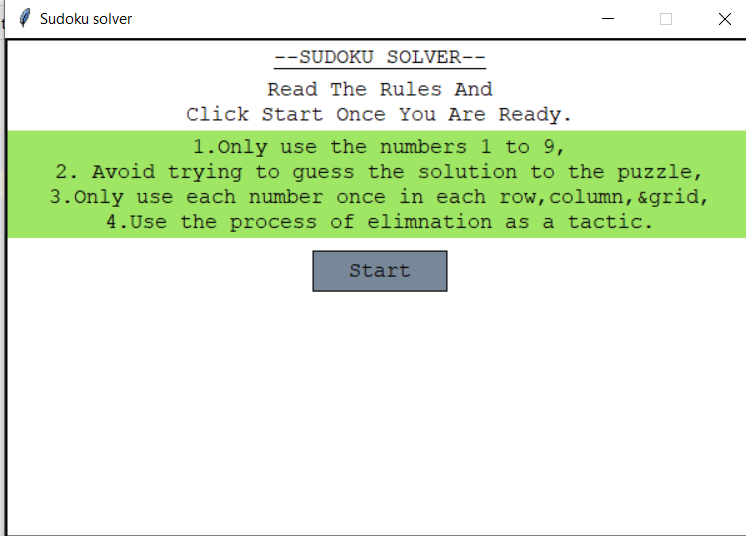 Sudoku solver
--SUDOKU SOLVER--
Read The Rules And
Click Start Once You Are Ready.
1.Only use the numbers 1 to 9,
2. Avoid trying to guess the solution to the puzzle,
3.Only use each number once in each row,column,&grid,
4.Use the process of elimnation as a tactic.
Start